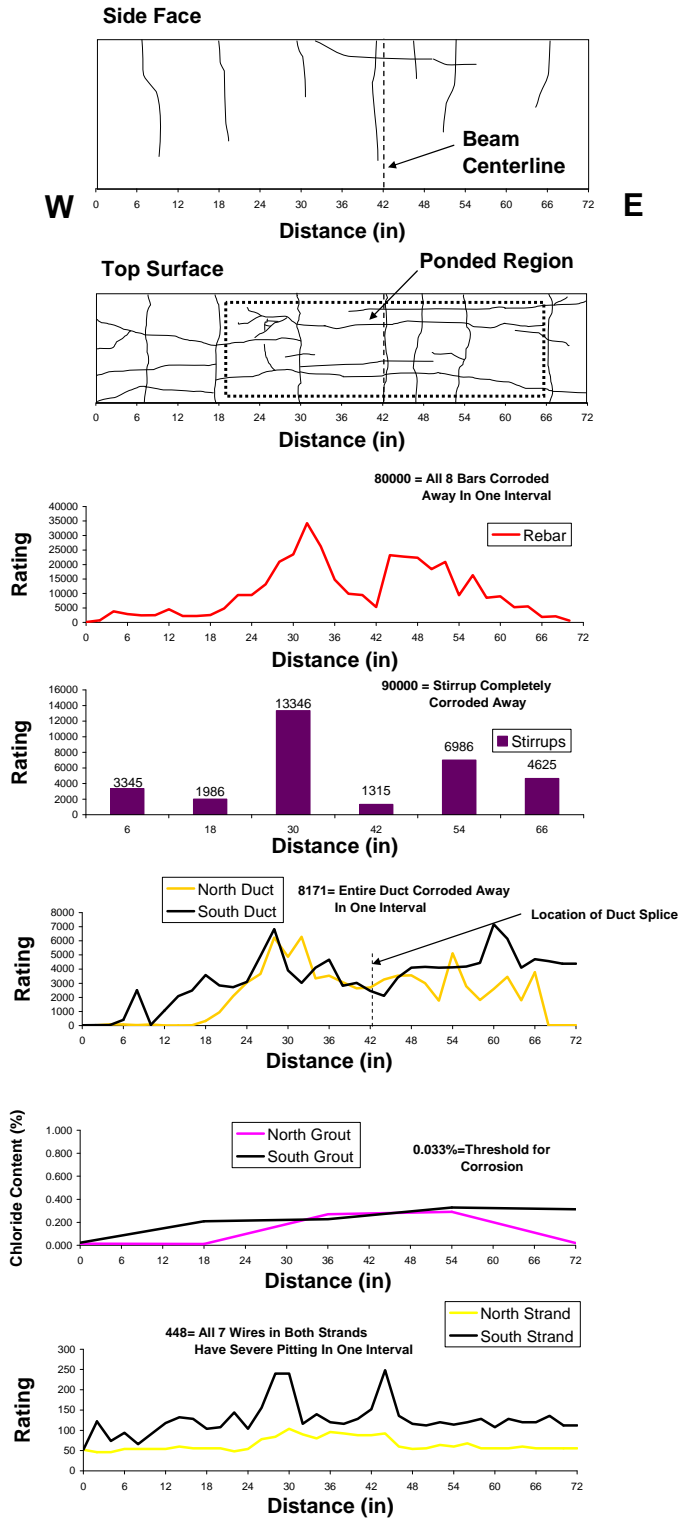 Side Face
Beam
Centerline
W
E
0 6 12 18 24 30 36 42 48 54 60 66 72
Distance (in)
Top Surface
Ponded Region
0 6 12 18 24 30 36 42 48 54 60 66 72
Distance (in)
80000 = All 8 Bars Corroded
Away In One Interval
Rating
40000
35000
30000
25000
20000
15000
10000
5000
0
Rebar
0 6 12 18 24 30 36 42 48 54 60 66 72
Distance (in)
90000 = Stirrup Completely
Corroded Away
Rating
16000
14000
12000
10000
8000
6000
4000
2000
0
3345
1986
13346
1315
6986
4625
Stirrups
6 18 30 42 54 66
Distance (in)
North Duct
South Duct
8171= Entire Duct Corroded Away
In One Interval
Location of Duct Splice
Rating
8000
7000
6000
5000
4000
3000
2000
1000
0
0 6 12 18 24 30 36 42 48 54 60 66 72
Distance (in)
Chloride Content (%)
1.000
0.800
0.600
0.400
0.200
0.000
North Grout
South Grout
0.033%=Threshold for
Corrosion
0 6 12 18 24 30 36 42 48 54 60 66 72
Distance (in)
North Strand
South Strand
448= All 7 Wires in Both Strands
Have Severe Pitting In One Interval
Rating
300
250
200
150
100
50
0
0 6 12 18 24 30 36 42 48 54 60 66 72
Distance (in)